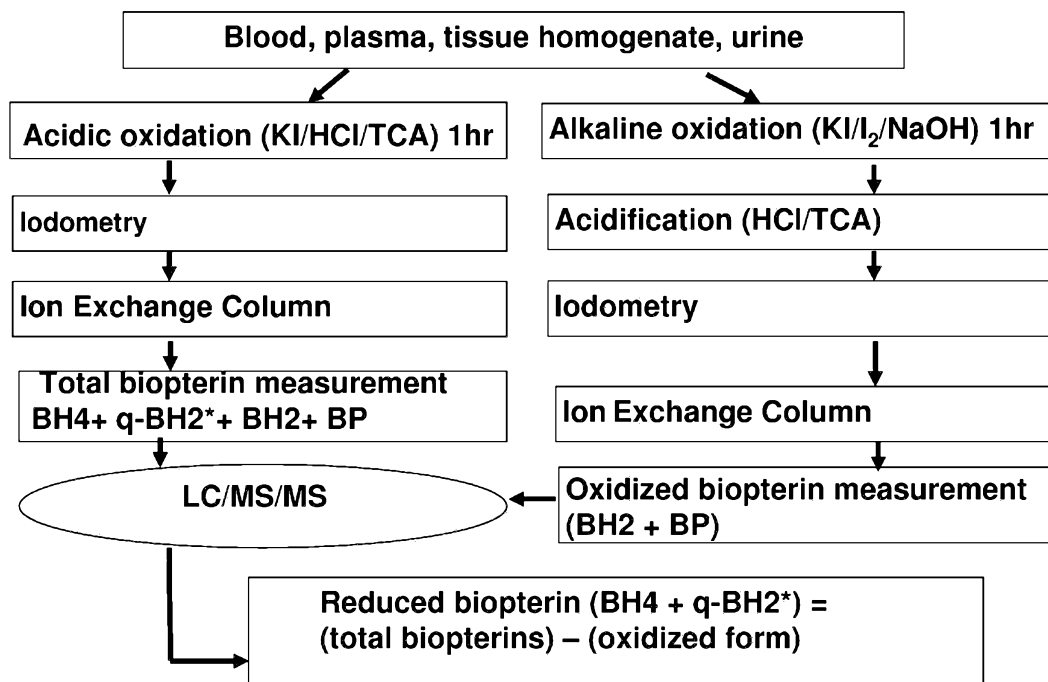 Blood, plasma, tissue homogenate, urine
Acidic oxidation (KI/HCl/TCA) 1hr
Iodometry
Ion Exchange Column
Total biopterin measurement
BH4+ q-BH2*+ BH2+ BP
LC/MS/MS
Alkaline oxidation (KI/I₂/NaOH) 1hr
Acidification (HCl/TCA)
Iodometry
Ion Exchange Column
Oxidized biopterin measurement
(BH2 + BP)
Reduced biopterin (BH4 + q-BH2*) =
(total biopterins) – (oxidized form)